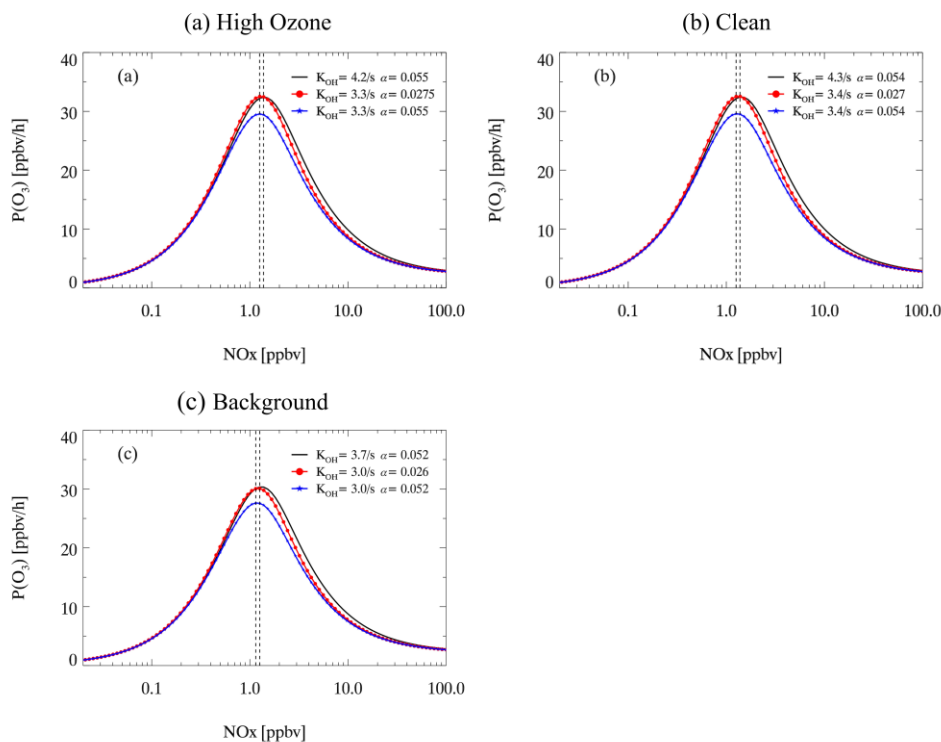 (a) High Ozone
(a)
K_OH= 4.2/s α= 0.055
K_OH= 3.3/s α= 0.0275
K_OH= 3.3/s α= 0.055
40
30
20
10
0
P(O₃) [ppbv/h]
0.1 1.0 10.0 100.0
NOx [ppbv]
(b) Clean
(b)
K_OH= 4.3/s α= 0.054
K_OH= 3.4/s α= 0.027
K_OH= 3.4/s α= 0.054
40
30
20
10
0
P(O₃) [ppbv/h]
0.1 1.0 10.0 100.0
NOx [ppbv]
(c) Background
(c)
K_OH= 3.7/s α= 0.052
K_OH= 3.0/s α= 0.026
K_OH= 3.0/s α= 0.052
40
30
20
10
0
P(O₃) [ppbv/h]
0.1 1.0 10.0 100.0
NOx [ppbv]